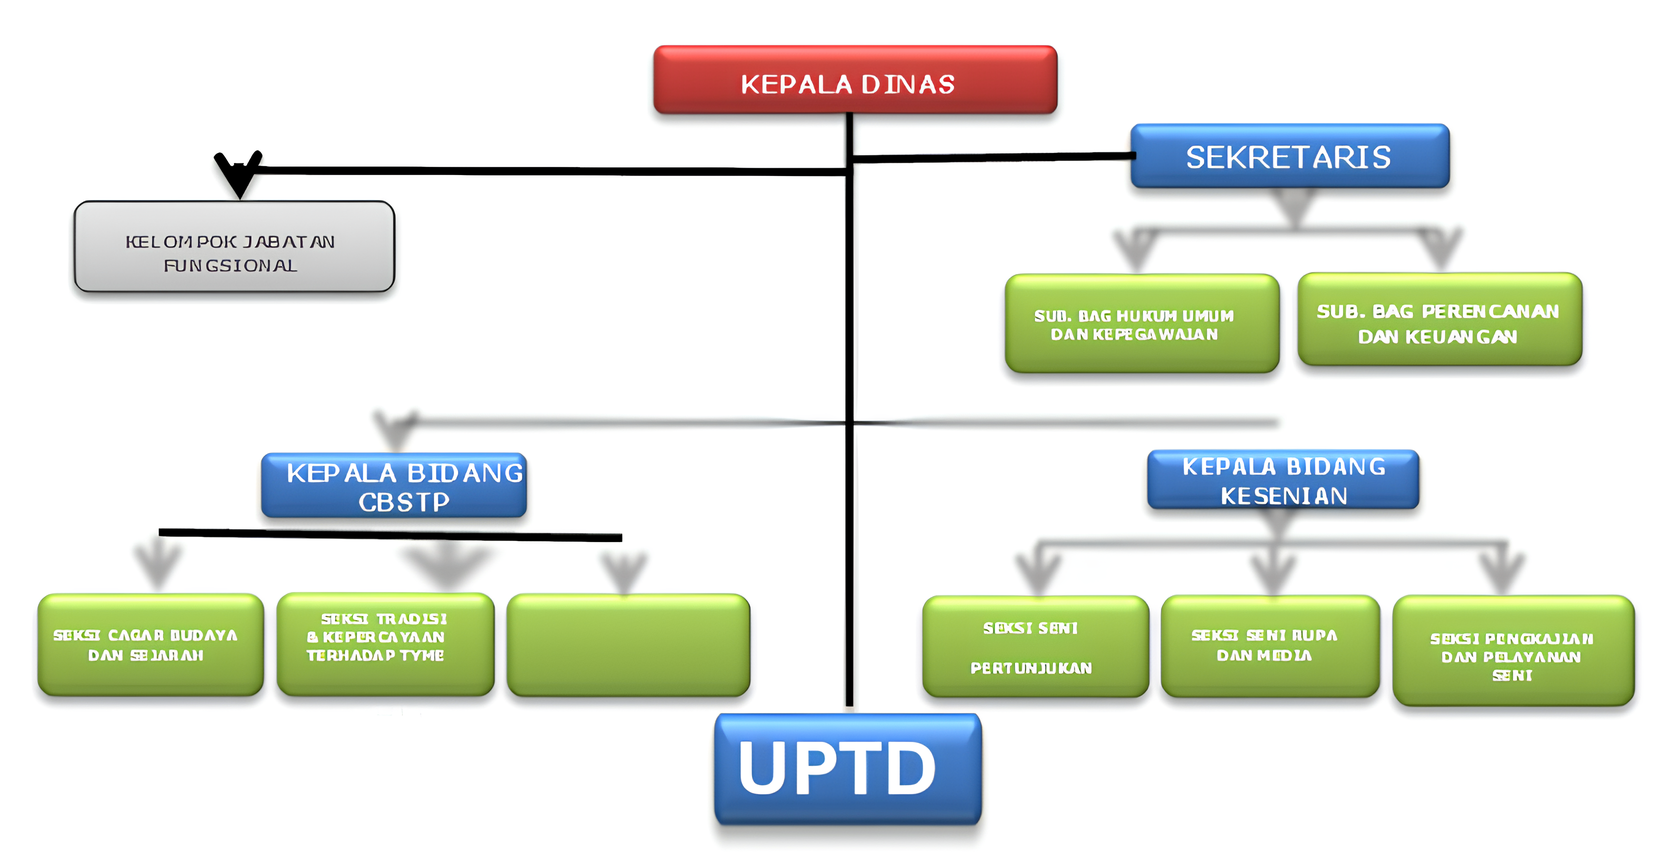 KEPALA DINAS
SEKRETARIS
KELOMPOK JABATAN
FUNGSIONAL
SUB. BAG HUKUM UMUM
DAN KEPEGAWAIAN
SUB. BAG PERENCANAN
DAN KEUANGAN
KEPALA BIDANG
CBSTP
KEPALA BIDANG
KESENIAN
SEKSI CAGAR BUDAYA
DAN SEJARAH
SEKSI TRADISI
& KEPERCAYAAN
TERHADAP TYME
SEKSI SENI
PERTUNJUKAN
SEKSI SENI RUPA
DAN MEDIA
SEKSI PENGKAJIAN
DAN PELAYANAN
SENI
UPTD